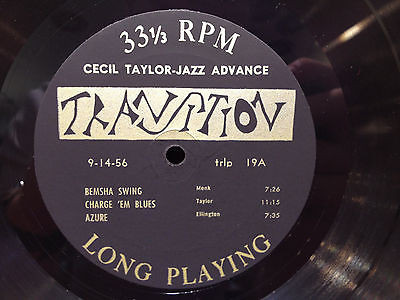 33⅓ RPM
CECIL TAYLOR-JAZZ ADVANCE
TRANSITION
9-14-56 trlp 19A
BEMSHA SWING Monk 7:26
CHARGE 'EM BLUES Taylor 11:15
AZURE Ellington 7:35
LONG PLAYING